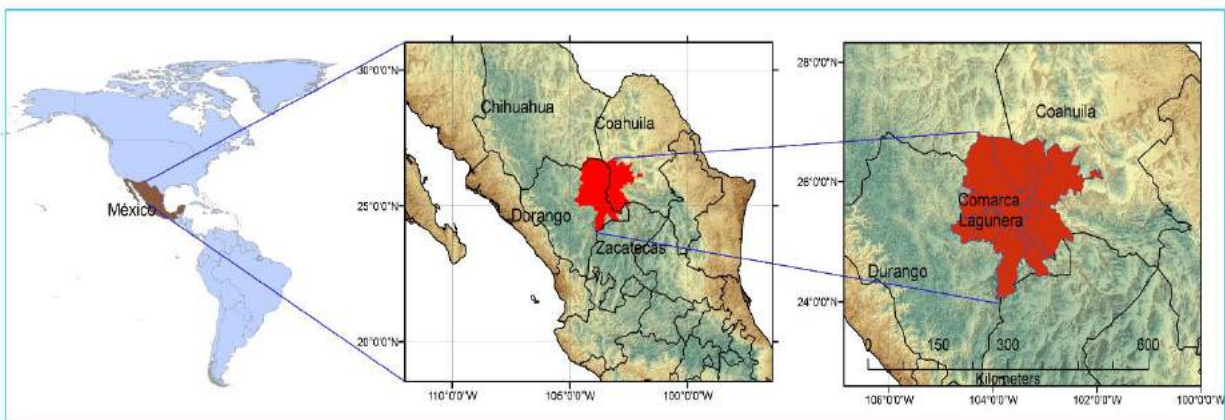 México
30°0'0"N
25°0'0"N
20°0'0"N
Chihuahua
Coahuila
Dorango
Zacatecas
110°0'0"W
105°0'0"W
100°0'0"W
28°0'0"N
26°0'0"N
24°0'0"N
Coahuila
Comarca
Lagunera
Durango
0 150 300 600
Kilometers
106°0'0"W
104°0'0"W
102°0'0"W
100°0'0"W